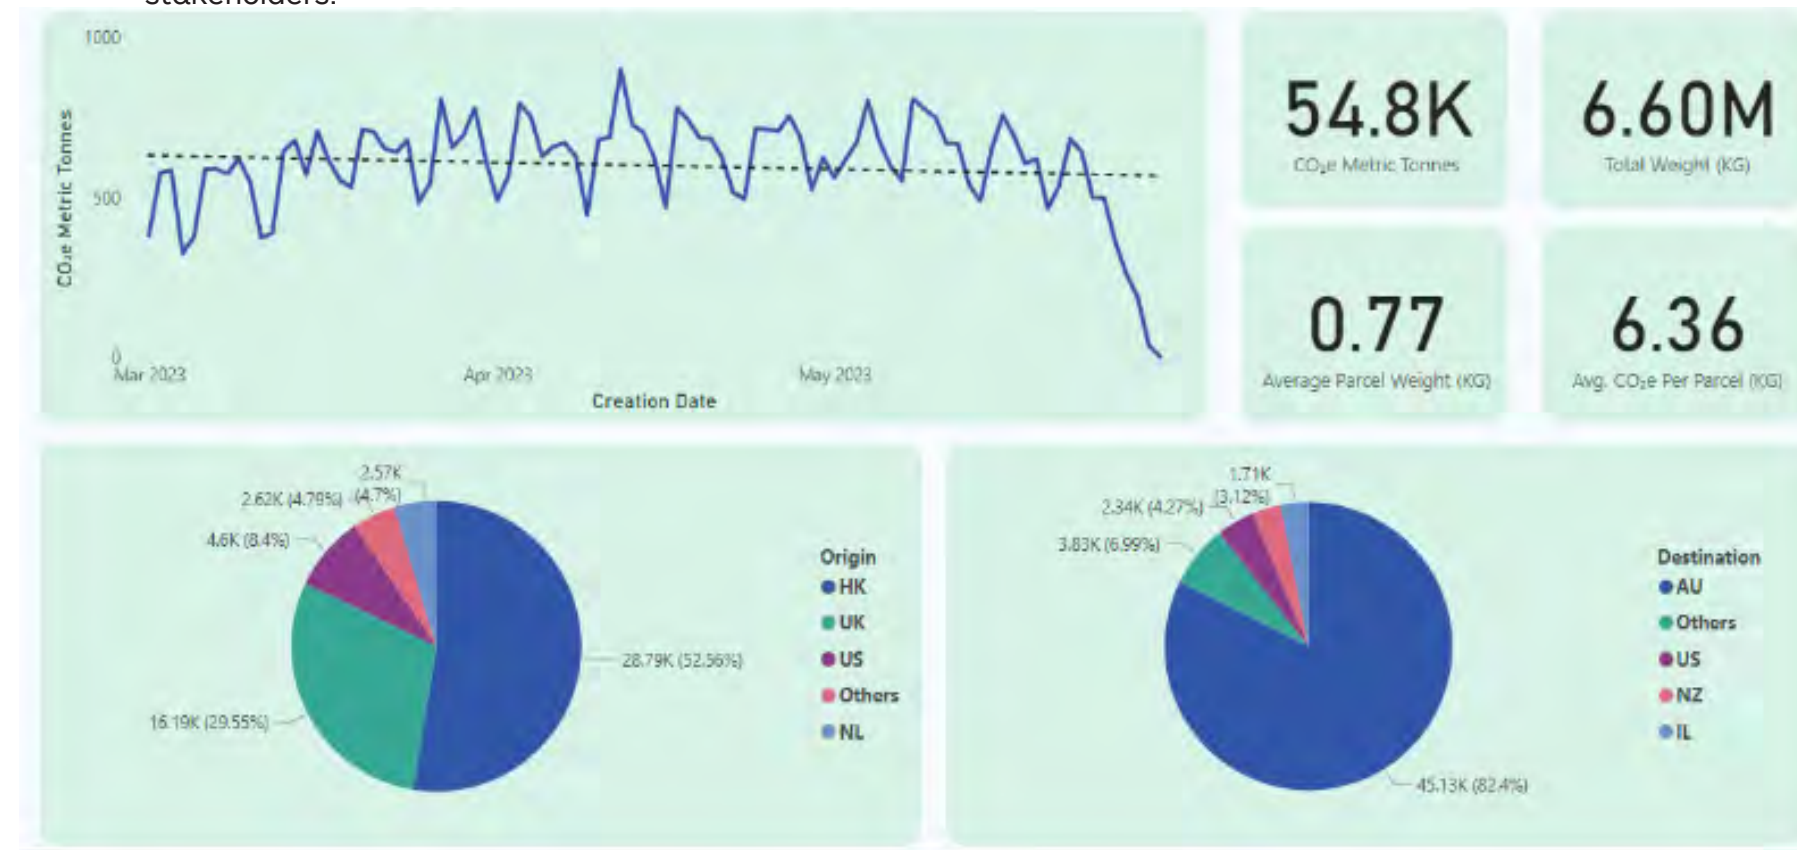 stakeholders.
1000
500
0
CO₂e Metric Tonnes
Mar 2023
Apr 2023
May 2023
Creation Date
54.8K
CO₂e Metric Tonnes
6.60M
Total Weight (KG)
0.77
Average Parcel Weight (KG)
6.36
Avg. CO₂e Per Parcel (KG)
2.57K
(4.7%)
2.62K (4.79%)
4.6K (8.4%)
16.19K (29.55%)
28.79K (52.56%)
Origin
HK
UK
US
Others
NL
1.71K
(3.12%)
2.34K (4.27%)
3.83K (6.99%)
45.13K (82.4%)
Destination
AU
Others
US
NZ
IL